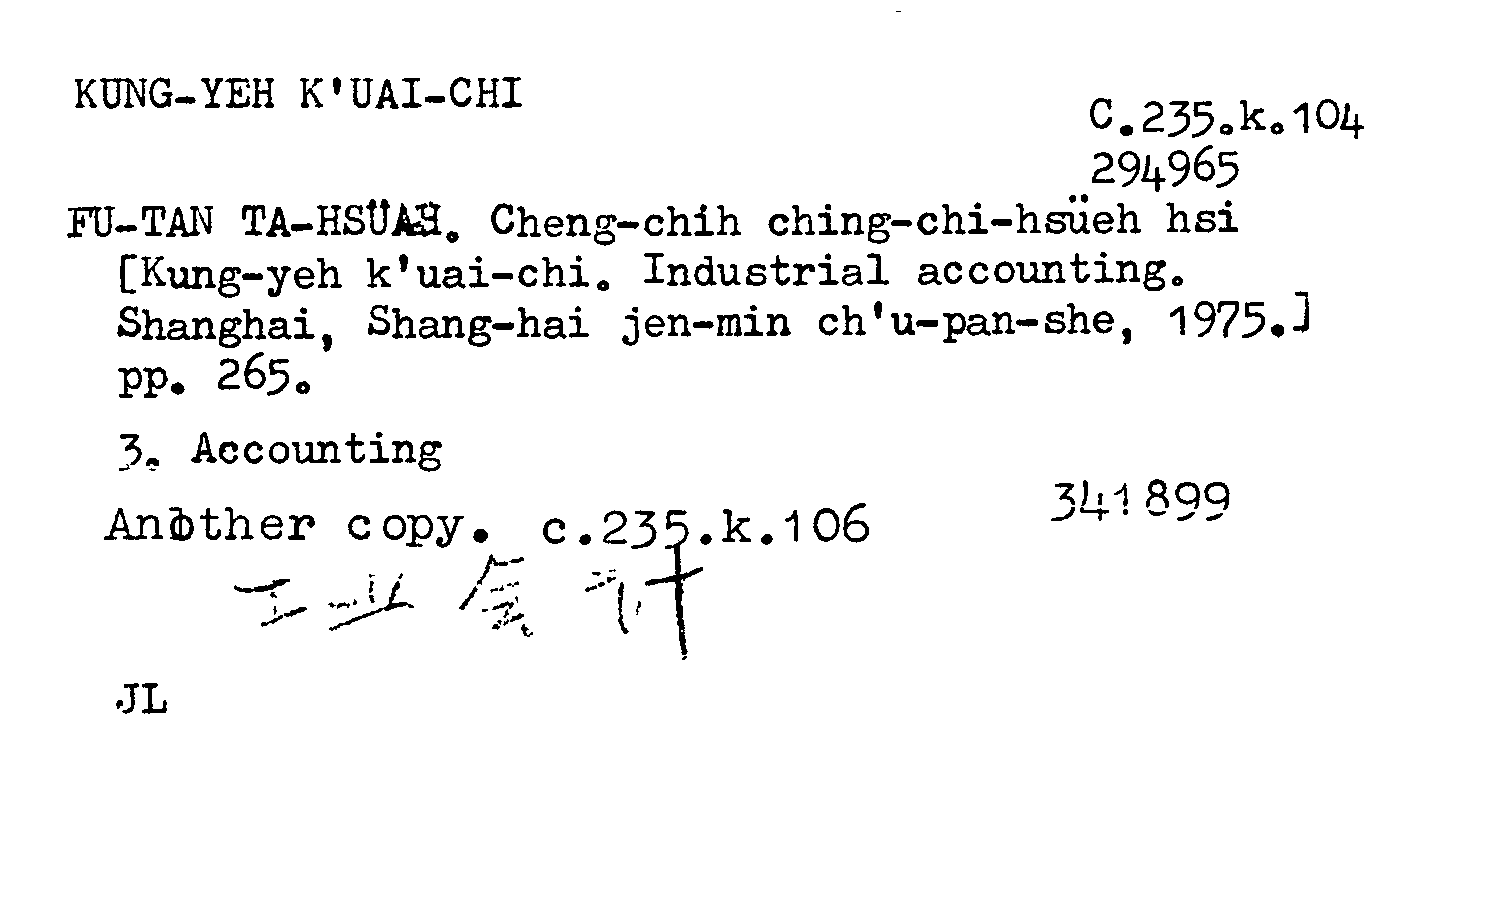 KUNG-YEH K'UAI-CHI
C.235.k.104
294965
FU-TAN TA-HSÜAH. Cheng-chih ching-chi-hsüeh hsi
[Kung-yeh k'uai-chi. Industrial accounting.
Shanghai, Shang-hai jen-min ch'u-pan-she, 1975.]
pp. 265.
3. Accounting
341899
Another copy. c.235.k.106
工业会计
JL